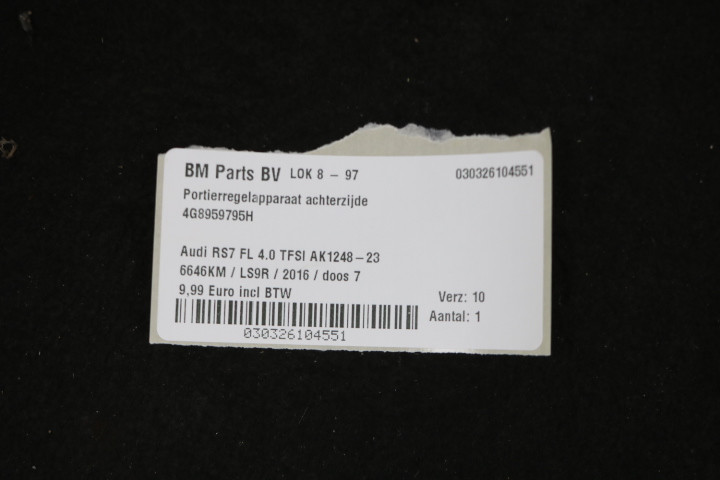 BM Parts BV LOK 8 - 97 030326104551
Portierregelapparaat achterzijde
4G8959795H
Audi RS7 FL 4.0 TFSI AK1248-23
6646KM / LS9R / 2016 / doos 7
9,99 Euro incl BTW Verz: 10
Aantal: 1
030326104551